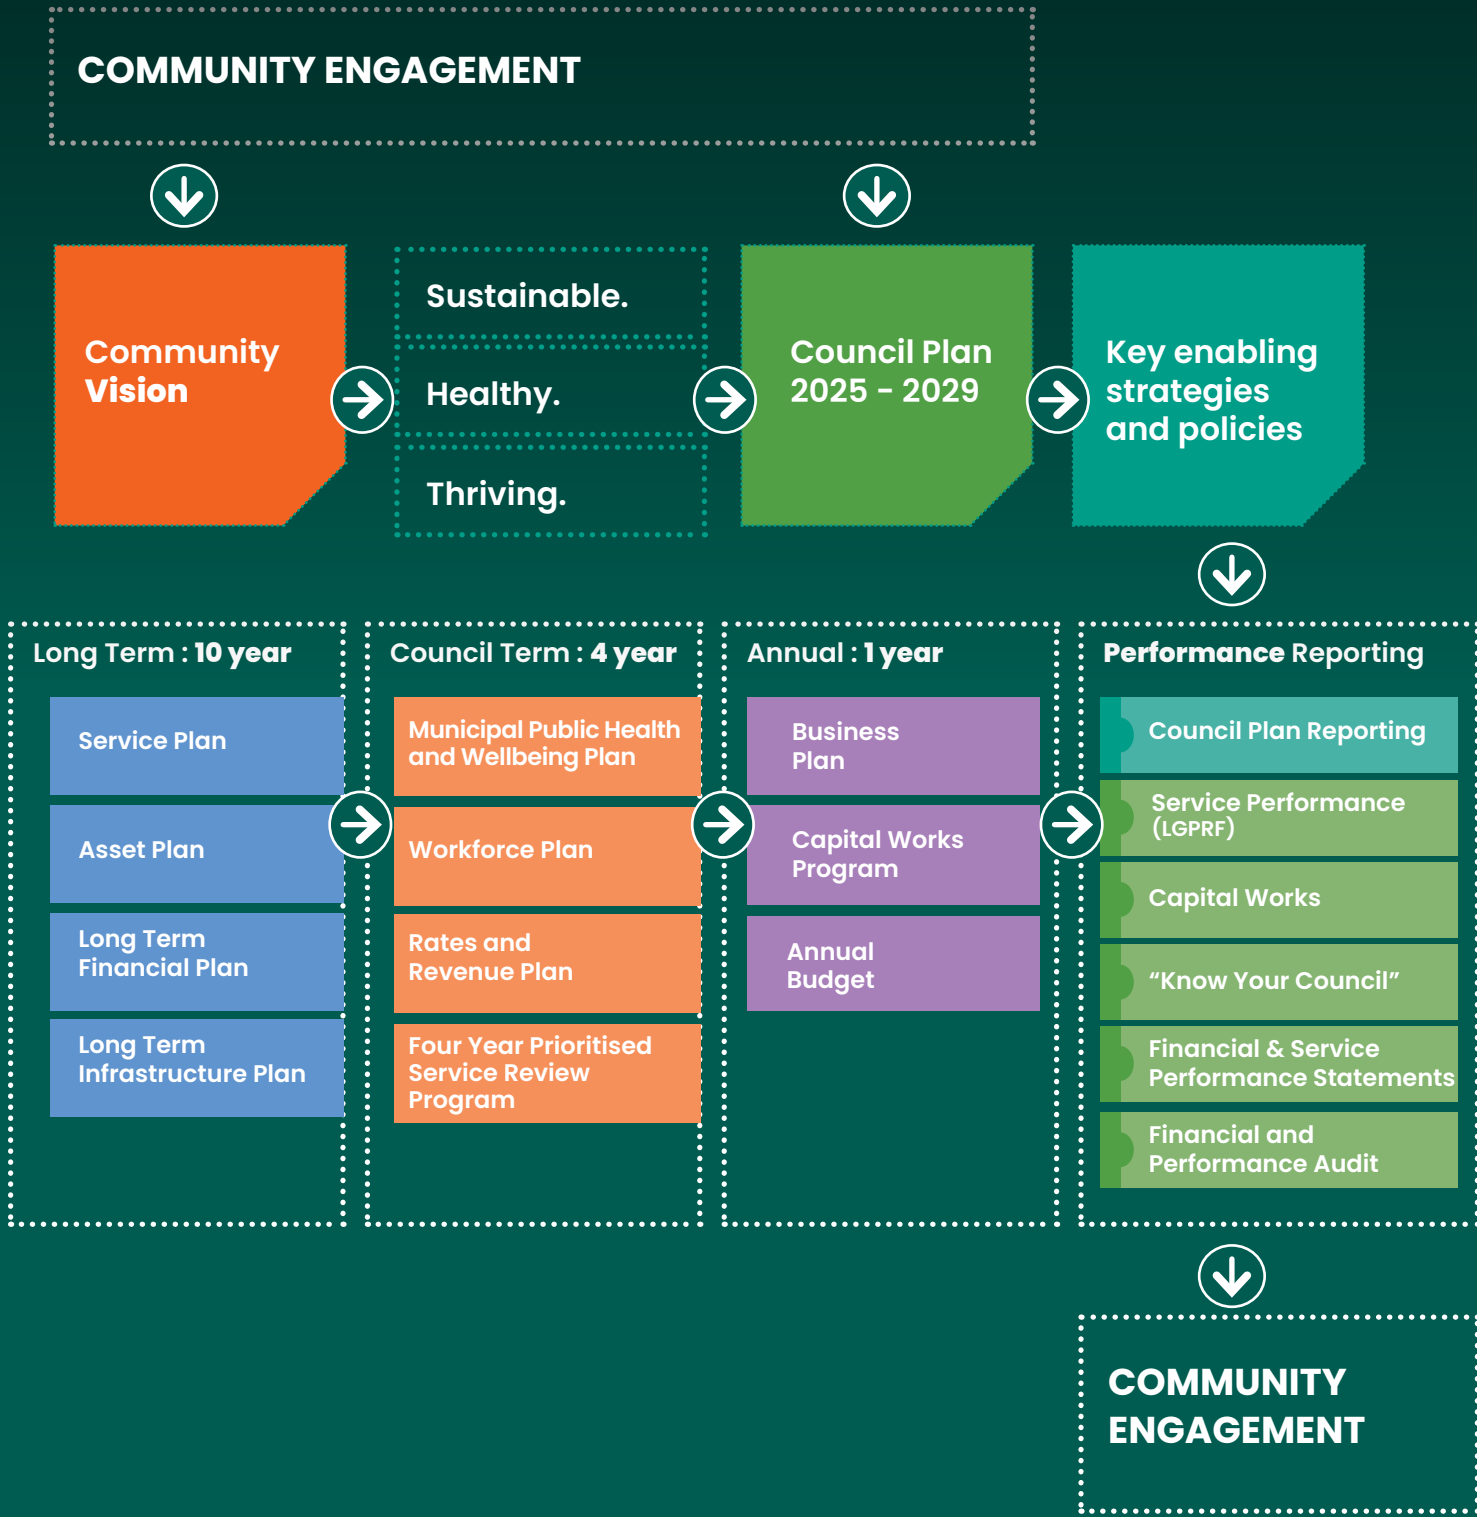 COMMUNITY ENGAGEMENT
Community
Vision
Sustainable.
Healthy.
Thriving.
Council Plan
2025 - 2029
Key enabling
strategies
and policies
Long Term : 10 year
Service Plan
Asset Plan
Long Term
Financial Plan
Long Term
Infrastructure Plan
Council Term : 4 year
Municipal Public Health
and Wellbeing Plan
Workforce Plan
Rates and
Revenue Plan
Four Year Prioritised
Service Review
Program
Annual : 1 year
Business
Plan
Capital Works
Program
Annual
Budget
Performance Reporting
Council Plan Reporting
Service Performance
(LGPRF)
Capital Works
“Know Your Council”
Financial & Service
Performance Statements
Financial and
Performance Audit
COMMUNITY
ENGAGEMENT